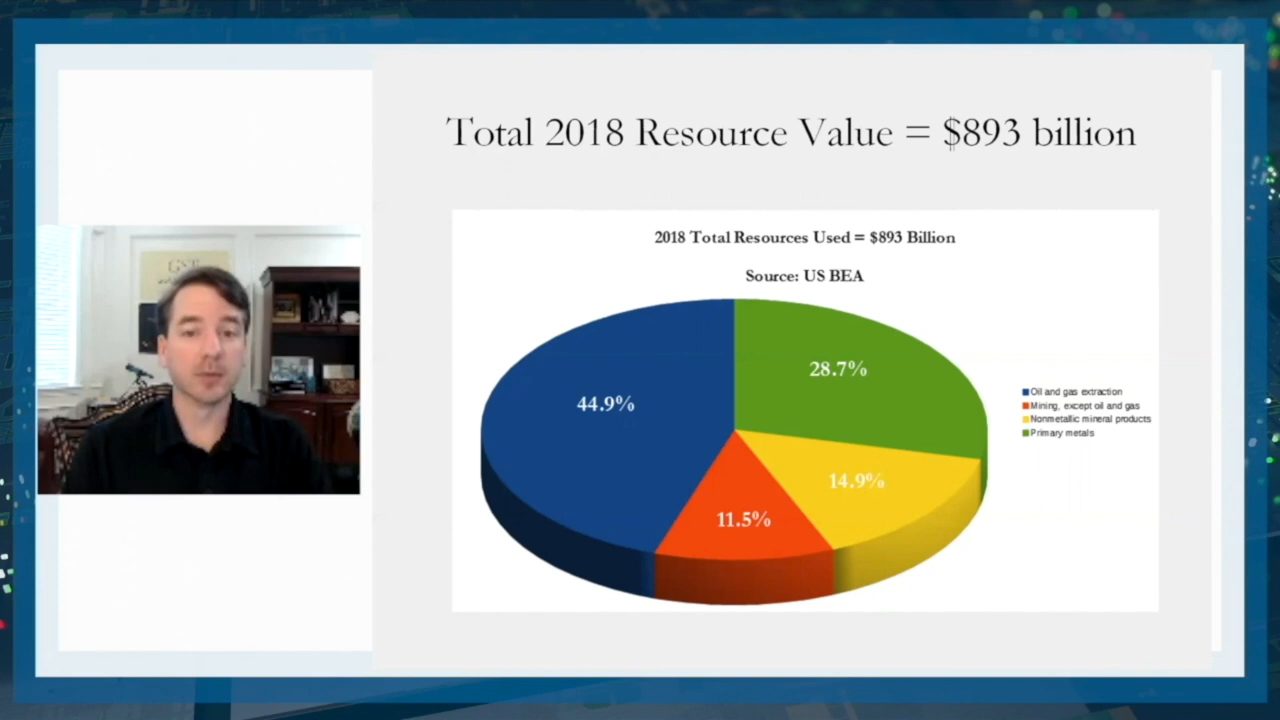 Total 2018 Resource Value = $893 billion
2018 Total Resources Used = $893 Billion
Source: US BEA
28.7%
44.9%
14.9%
11.5%
Oil and gas extraction
Mining, except oil and gas
Nonmetallic mineral products
Primary metals